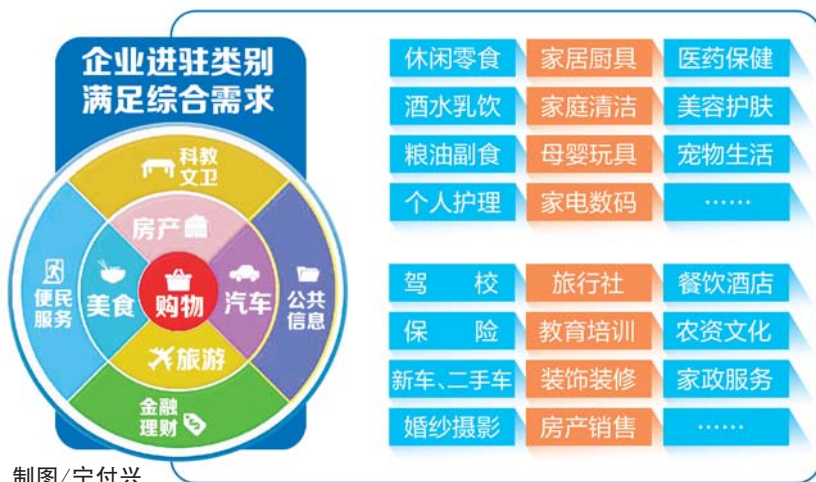 企业进驻类别
满足综合需求
科教
文卫
房产
便民
服务
美食
购物
汽车
公共
信息
旅游
金融
理财
休闲零食 家居厨具 医药保健
酒水乳饮 家庭清洁 美容护肤
粮油副食 母婴玩具 宠物生活
个人护理 家电数码 ……
驾校 旅行社 餐饮酒店
保险 教育培训 农资文化
新车、二手车 装饰装修 家政服务
婚纱摄影 房产销售 ……
制图/宁付兴